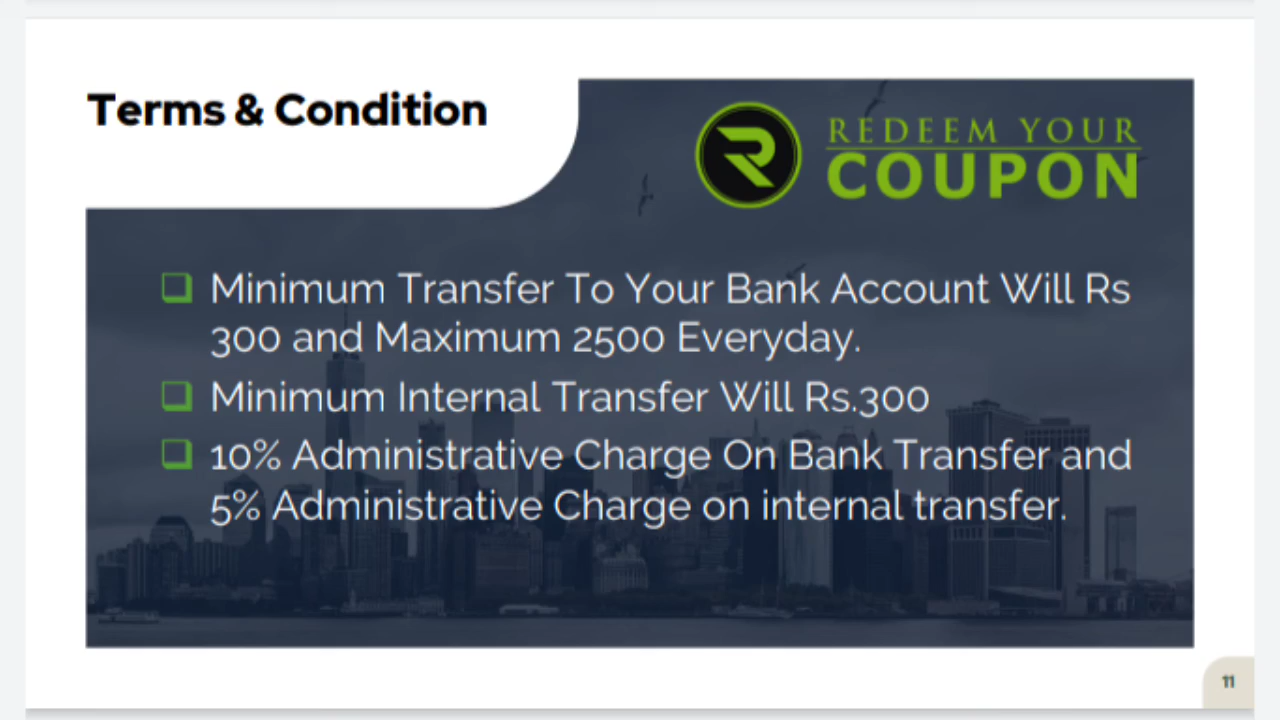 Terms & Condition
REDEEM YOUR
COUPON
Minimum Transfer To Your Bank Account Will Rs
300 and Maximum 2500 Everyday.
Minimum Internal Transfer Will Rs.300
10% Administrative Charge On Bank Transfer and
5% Administrative Charge on internal transfer.
11